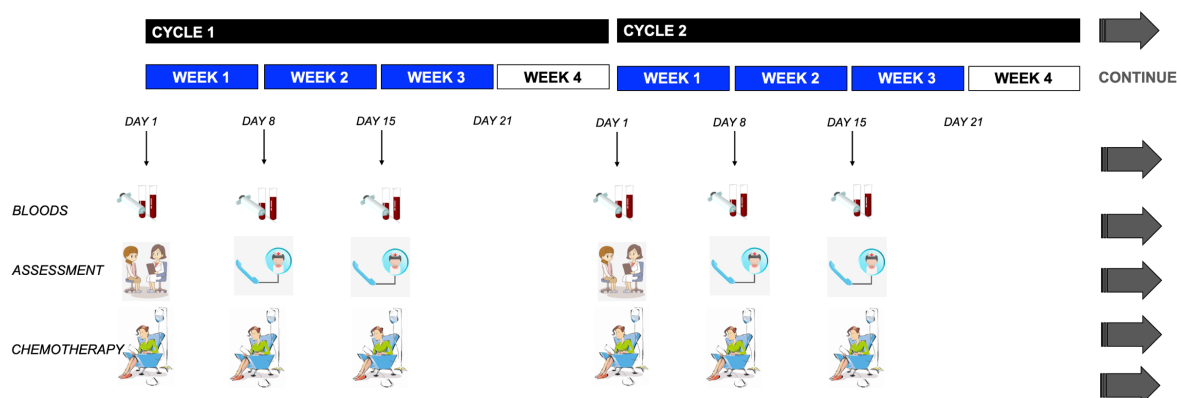 CYCLE 1 CYCLE 2
WEEK 1 WEEK 2 WEEK 3 WEEK 4 WEEK 1 WEEK 2 WEEK 3 WEEK 4 CONTINUE
DAY 1 DAY 8 DAY 15 DAY 21 DAY 1 DAY 8 DAY 15 DAY 21
BLOODS
ASSESSMENT
CHEMOTHERAPY